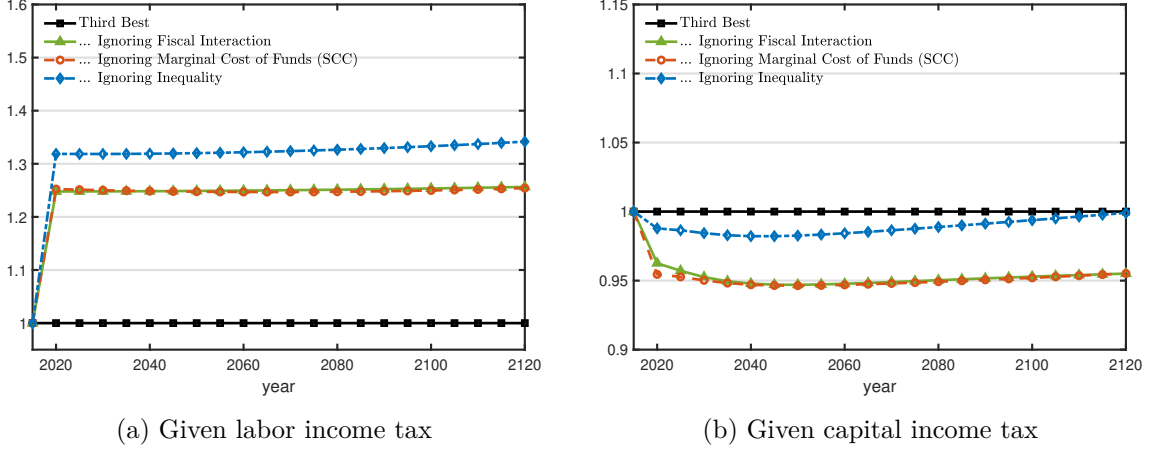 1.6
1.5
1.4
1.3
1.2
1.1
1
Third Best
... Ignoring Fiscal Interaction
... Ignoring Marginal Cost of Funds (SCC)
... Ignoring Inequality
2020 2040 2060 2080 2100 2120
year
(a) Given labor income tax
1.15
1.1
1.05
1
0.95
0.9
Third Best
... Ignoring Fiscal Interaction
... Ignoring Marginal Cost of Funds (SCC)
... Ignoring Inequality
2020 2040 2060 2080 2100 2120
year
(b) Given capital income tax